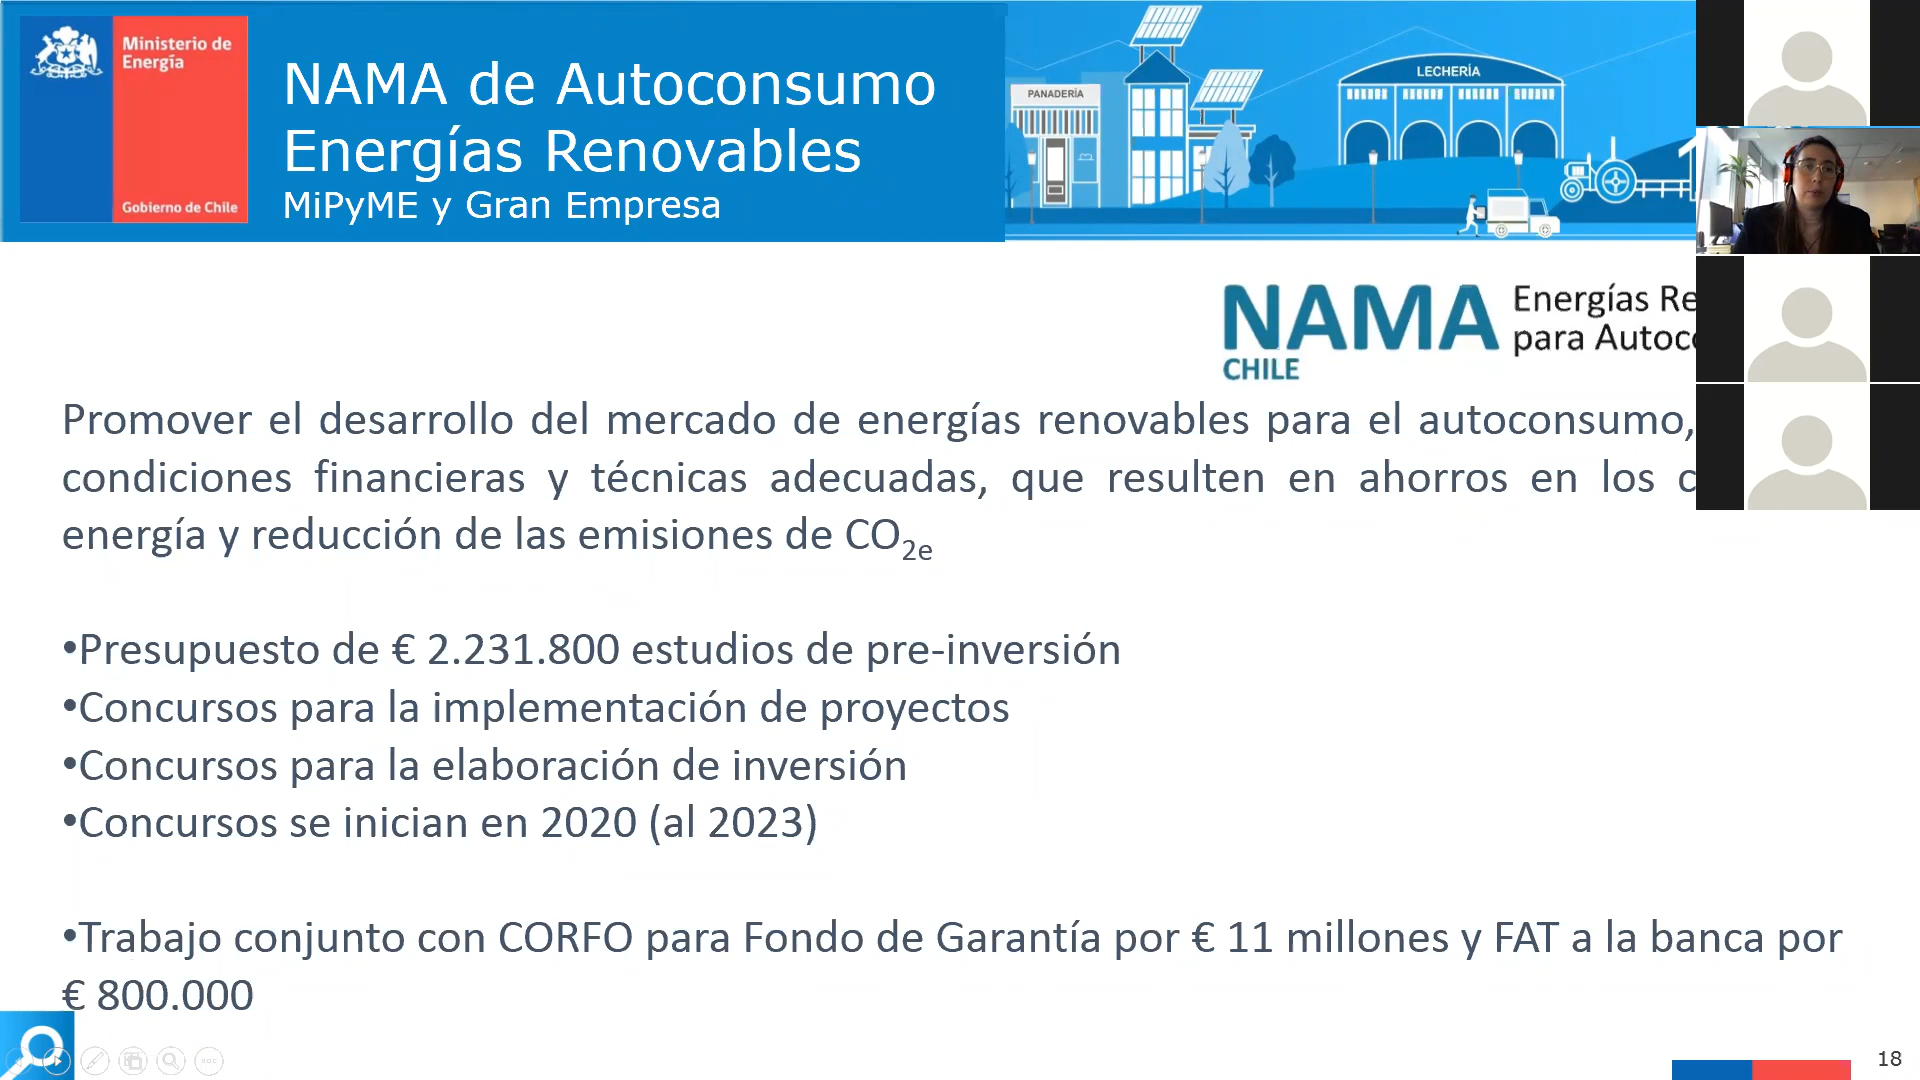 Ministerio de
Energía
Gobierno de Chile
NAMA de Autoconsumo
Energías Renovables
MiPyME y Gran Empresa
PANADERÍA
LECHERÍA
NAMA
CHILE
Energías Re
para Autoc
Promover el desarrollo del mercado de energías renovables para el autoconsumo,
condiciones financieras y técnicas adecuadas, que resulten en ahorros en los c
energía y reducción de las emisiones de CO2e
•Presupuesto de € 2.231.800 estudios de pre-inversión
•Concursos para la implementación de proyectos
•Concursos para la elaboración de inversión
•Concursos se inician en 2020 (al 2023)
•Trabajo conjunto con CORFO para Fondo de Garantía por € 11 millones y FAT a la banca por
€ 800.000
18